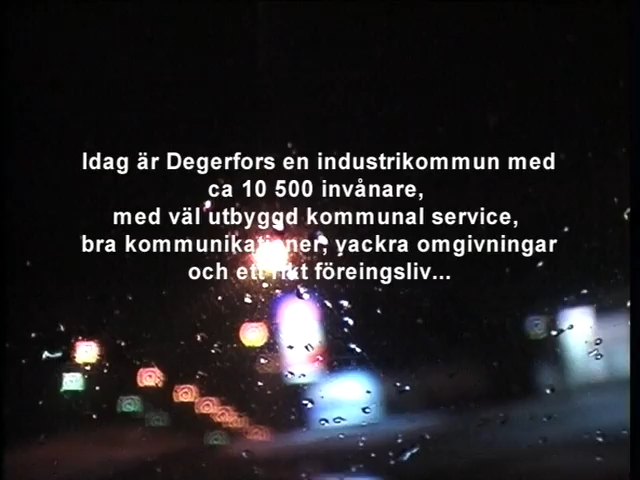 Idag är Degerfors en industrikommun med
ca 10 500 invånare,
med väl utbyggd kommunal service,
bra kommunikationer, vackra omgivningar
och ett rikt föreingsliv...